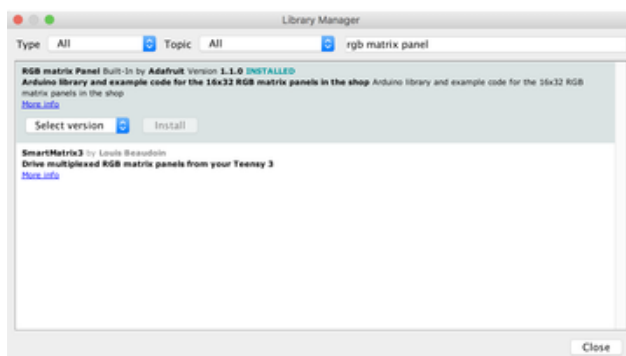 Library Manager
Type All Topic All rgb matrix panel
RGB matrix Panel Built-In by Adafruit Version 1.1.0 INSTALLED
Arduino library and example code for the 16x32 RGB matrix panels in the shop Arduino library and example code for the 16x32 RGB
matrix panels in the shop
More info
Select version Install
SmartMatrix3 by Louis Beaudoin
Drive multiplexed RGB matrix panels from your Teensy 3
More info
Close